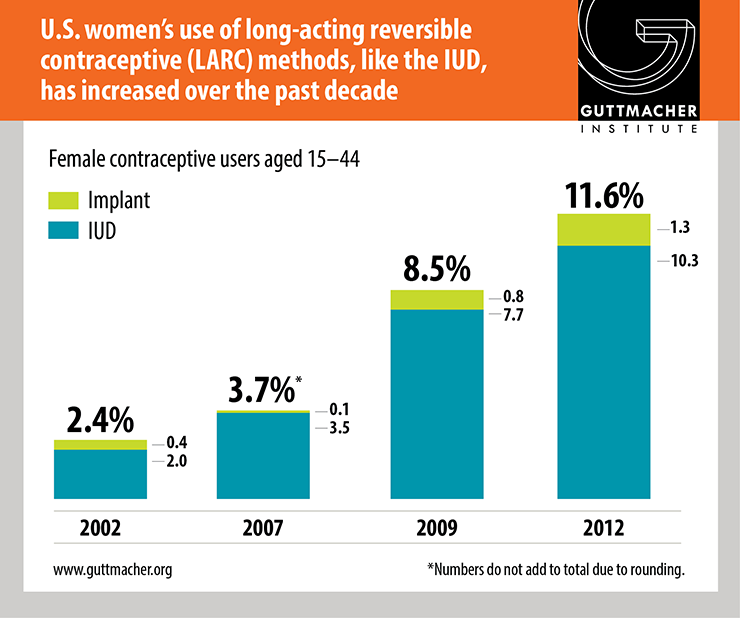 U.S. women's use of long-acting reversible
contraceptive (LARC) methods, like the IUD,
has increased over the past decade
GUTTMACHER
INSTITUTE
Female contraceptive users aged 15–44
Implant
IUD
2.4%
0.4
2.0
3.7%*
0.1
3.5
8.5%
0.8
7.7
11.6%
1.3
10.3
2002 2007 2009 2012
www.guttmacher.org *Numbers do not add to total due to rounding.